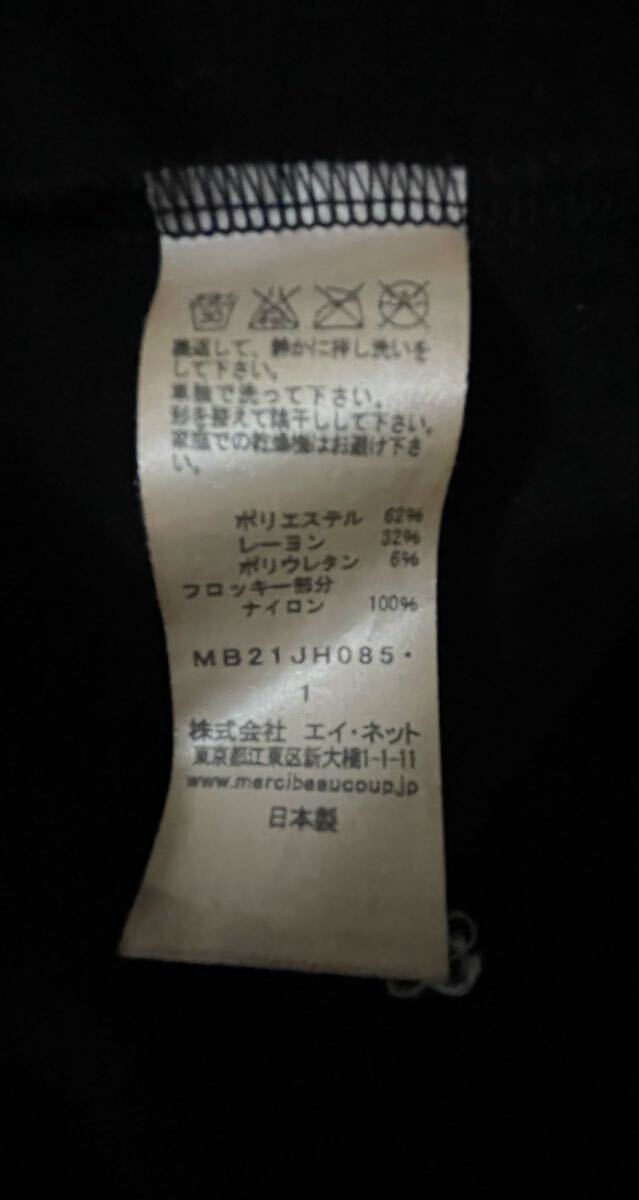 裏返して、静かに押し洗いを
して下さい。
単独で洗って下さい。
形を整えて陰干しして下さい。
家庭での乾燥機はお避け下さ
い。
ポリエステル 62%
レーヨン 32%
ポリウレタン 6%
フロッキー部分
ナイロン 100%
MB21JH085・
1
株式会社 エイ・ネット
東京都江東区新大橋1-1-11
www.mercibeaucoup.jp
日本製